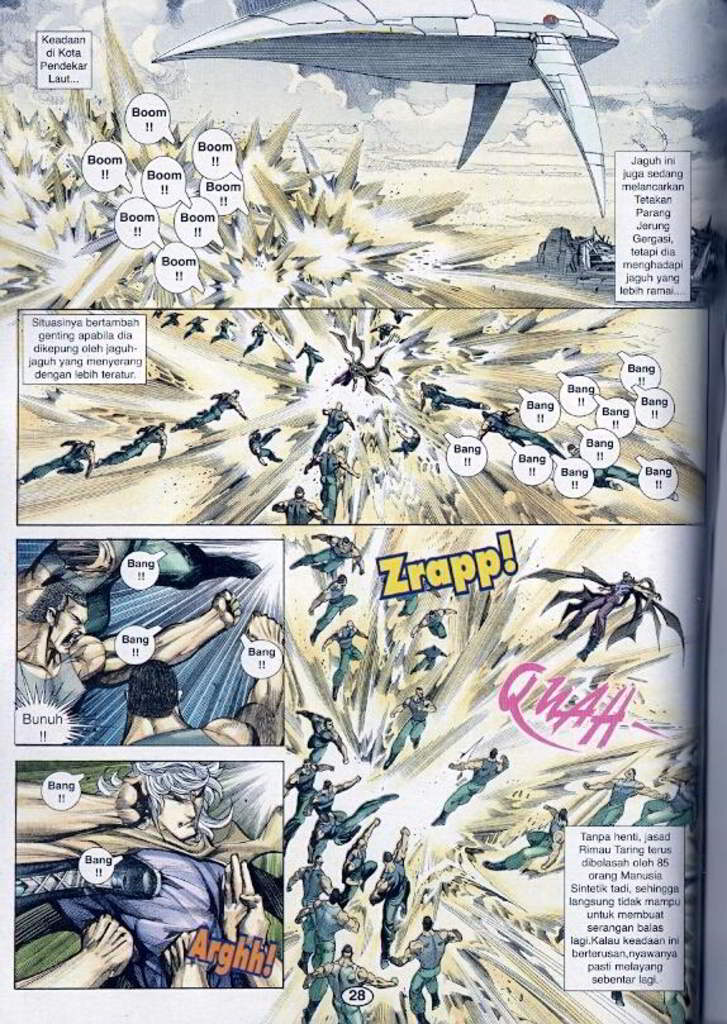 Keadaan
di Kota
Pendekar
Laut...
Boom
!!
Boom
!!
Boom
!!
Boom
!!
Boom
!!
Boom
!!
Boom
!!
Boom
!!
Jaguh ini
juga sedang
melancarkan
Tetakan
Parang
Jerung
Gergasi,
tetapi dia
menghadapi
jaguh yang
lebih ramai....
Situasinya bertambah
genting apabila dia
dikepung oleh jaguh-
jaguh yang menyerang
dengan lebih teratur.
Bang
!!
Bang
!!
Bang
!!
Bang
!!
Bang
!!
Bang
!!
Bang
!!
Bang
!!
Bang
!!
Bang
!!
Bang
!!
Bang
!!
Bang
!!
Bunuh
!!
Zrapp!
QUAH
Bang
!!
Bang
!!
Arghh!
Tanpa henti, jasad
Rimau Taring terus
dibelasah oleh 85
Manusia
Sintetik tadi, sehingga
langsung tidak mampu
untuk membuat
serangan balas
lagi.Kalau keadaan ini
berterusan,nyawanya
pasti melayang
sebentar lagi.
28